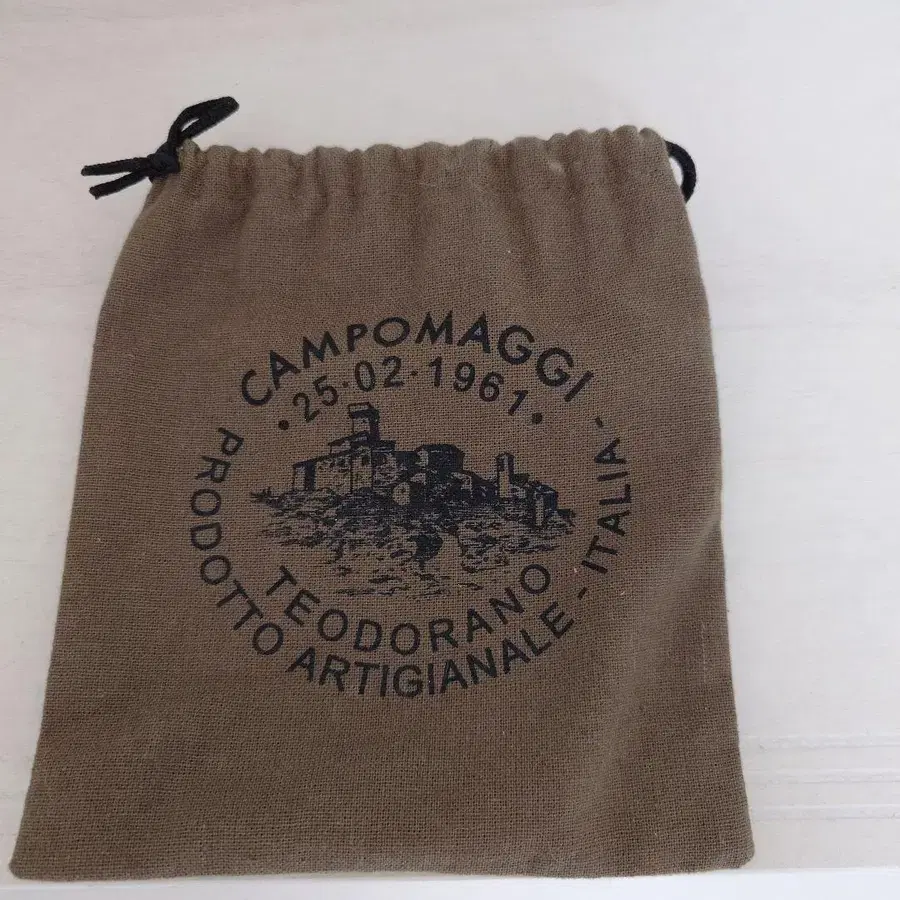 CAMPOMAGGI
·25·02·1961·
TEODORANO
PRODOTTO ARTIGIANALE - ITALIA -